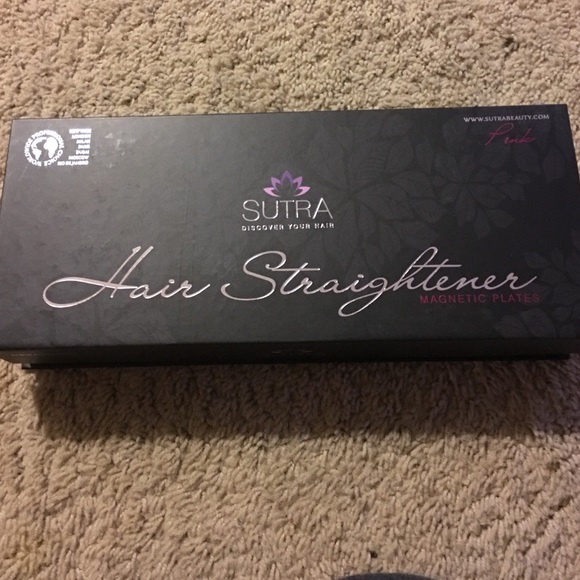 WWW.SUTRABEAUTY.COM
Pink
SUTRA
DISCOVER YOUR HAIR
Hair Straightener
MAGNETIC PLATES